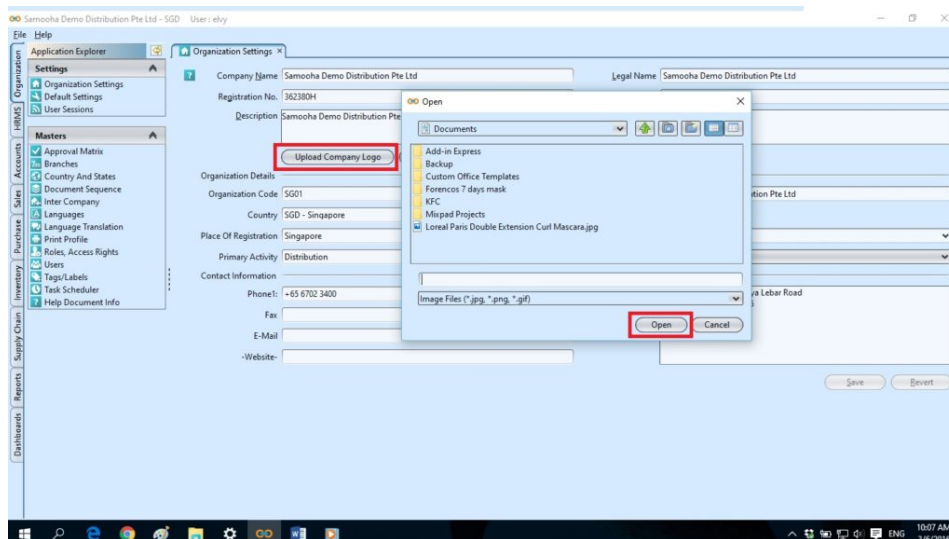 Samooha Demo Distribution Pte Ltd - SGD User : elvy
File Help
Application Explorer
Organization Settings ×
Organization
HRMS
Accounts
Sales
Purchase
Inventory
Supply Chain
Reports
Dashboards
Settings
Organization Settings
Default Settings
User Sessions
Masters
Approval Matrix
Branches
Country And States
Document Sequence
Inter Company
Languages
Language Translation
Print Profile
Roles, Access Rights
Users
Tags/Labels
Task Scheduler
Help Document Info
Company Name Samooha Demo Distribution Pte Ltd
Legal Name Samooha Demo Distribution Pte Ltd
Registration No. 362380H
Description Samooha Demo Distribution Pte
Upload Company Logo
Organization Details
Organization Code SG01
tion Pte Ltd
Country SGD - Singapore
Place Of Registration Singapore
Primary Activity Distribution
Contact Information
Phone1: +65 6702 3400
ya Lebar Road
Fax
E-Mail
-Website-
Save Revert
Open ×
Documents
Add-in Express
Backup
Custom Office Templates
Forencos 7 days mask
KFC
Mixpad Projects
Loreal Paris Double Extension Curl Mascara.jpg
Image Files (*.jpg, *.png, *.gif)
Open Cancel
ENG
10:07 AM